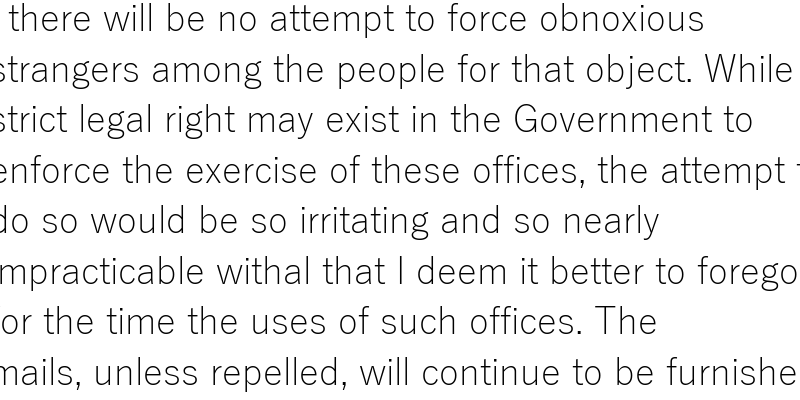 there will be no attempt to force obnoxious
strangers among the people for that object. While
strict legal right may exist in the Government to
enforce the exercise of these offices, the attempt
do so would be so irritating and so nearly
impracticable withal that I deem it better to forego
for the time the uses of such offices. The
mails, unless repelled, will continue to be furnishe